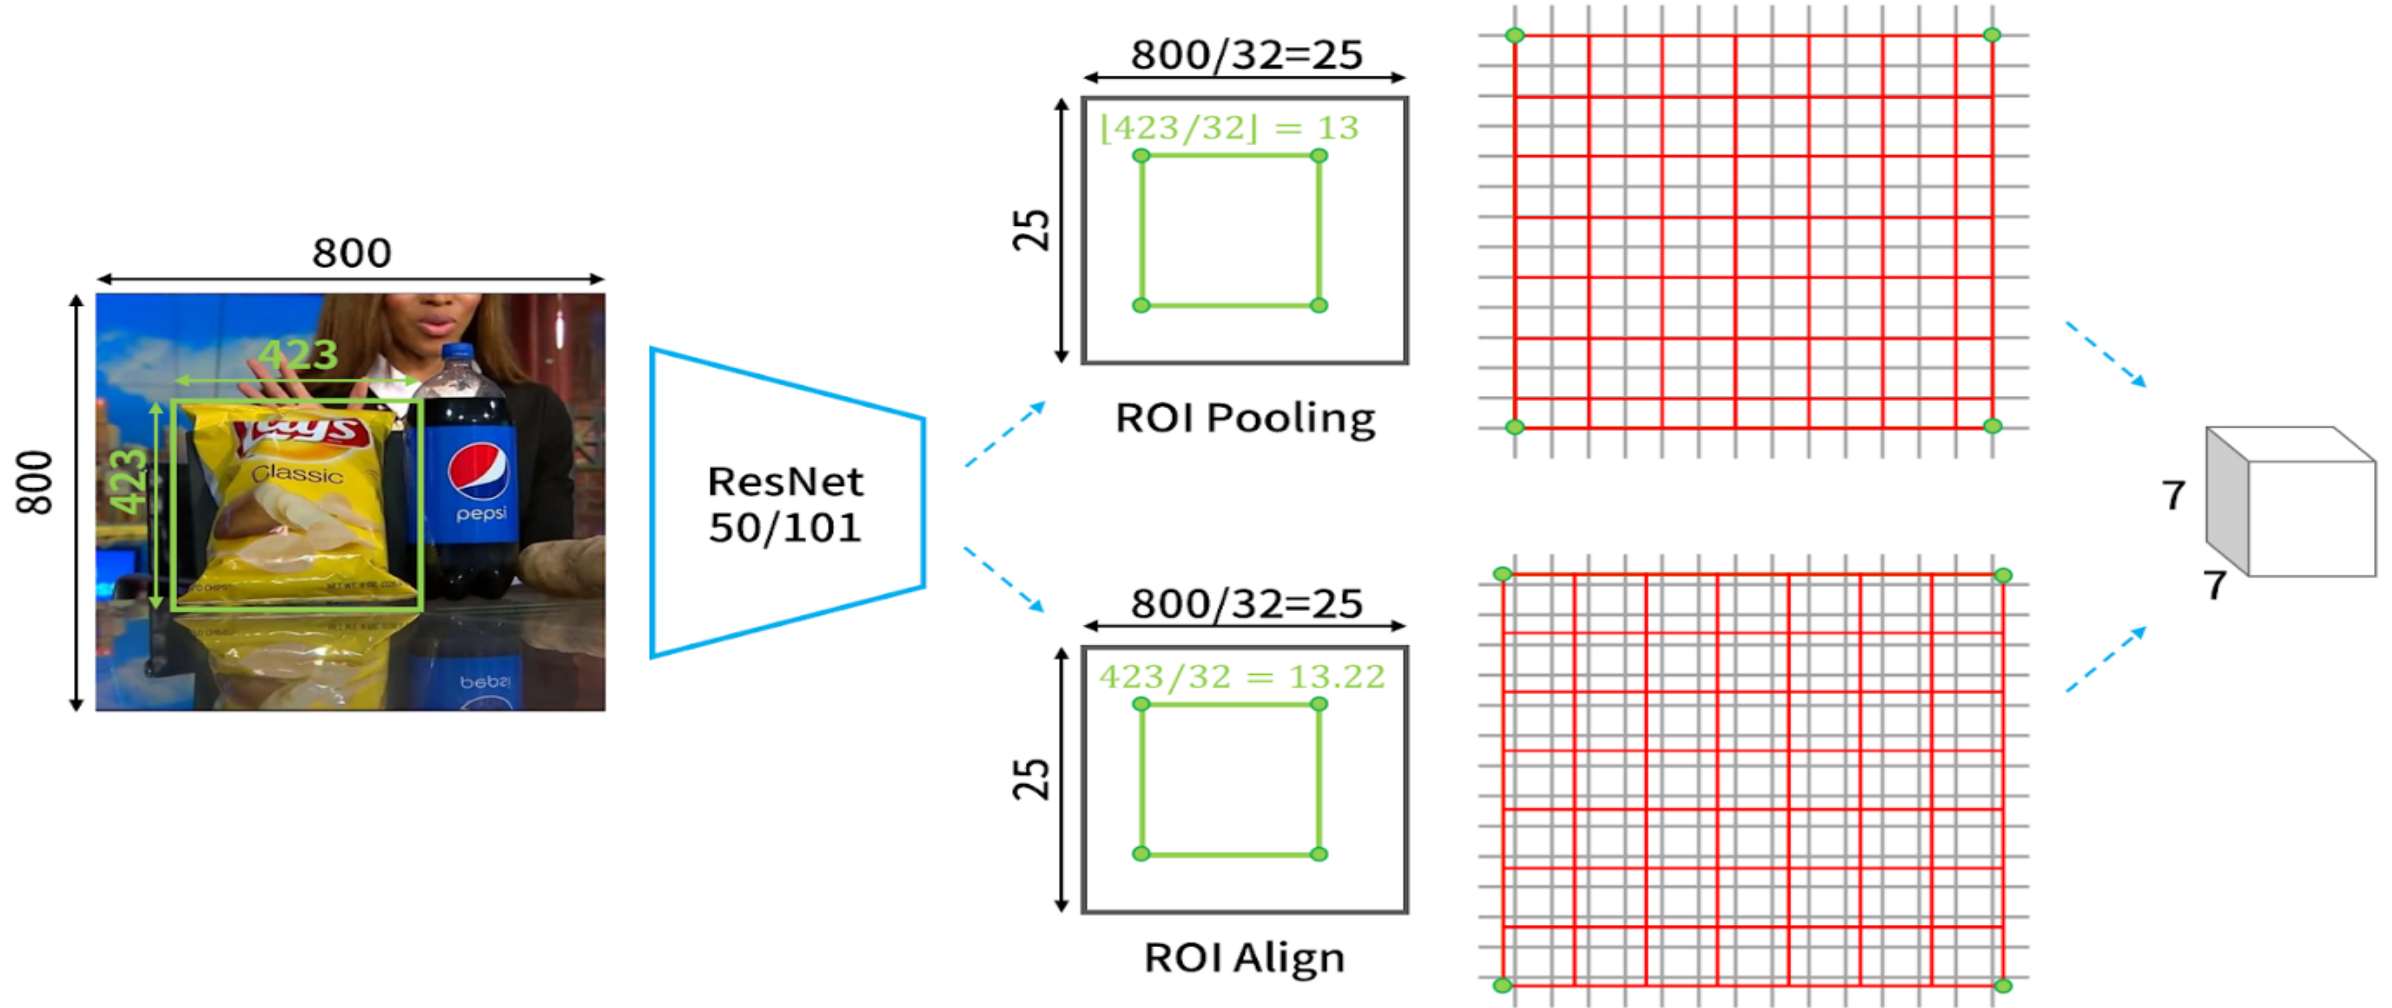 800
800
423
423
Lay's
Classic
pepsi
ResNet
50/101
800/32=25
25
⌊423/32⌋ = 13
ROI Pooling
800/32=25
25
423/32 = 13.22
ROI Align
7
7